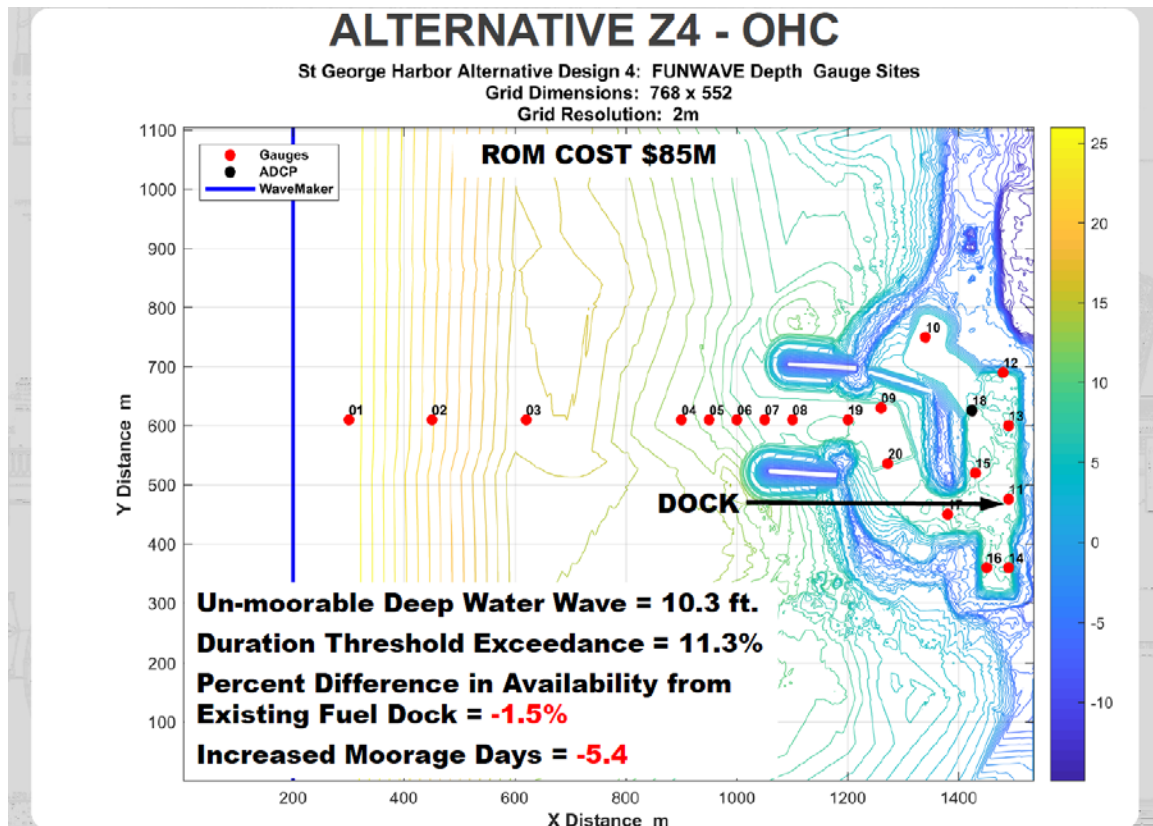 ALTERNATIVE Z4 - OHC
St George Harbor Alternative Design 4: FUNWAVE Depth Gauge Sites
Grid Dimensions: 768 x 552
Grid Resolution: 2m
ROM COST $85M
Gauges
ADCP
WaveMaker
1100
1000
900
800
700
600
500
400
300
200
100
Y Distance m
01
02
03
04
05
06
07
08
19
09
20
10
12
18
13
15
11
17
16
14
DOCK
Un-moorable Deep Water Wave = 10.3 ft.
Duration Threshold Exceedance = 11.3%
Percent Difference in Availability from
Existing Fuel Dock = -1.5%
Increased Moorage Days = -5.4
200
400
600
800
1000
1200
1400
X Distance m
25
20
15
10
5
0
-5
-10